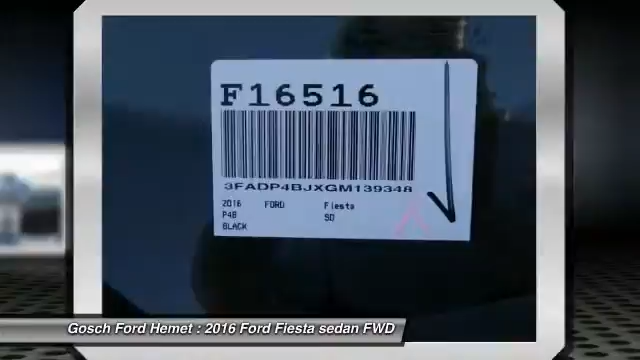 F16516
3FADP4BJXGM139348
2016 FORD Fiesta
P4B SD
BLACK
Gosch Ford Hemet : 2016 Ford Fiesta sedan FWD